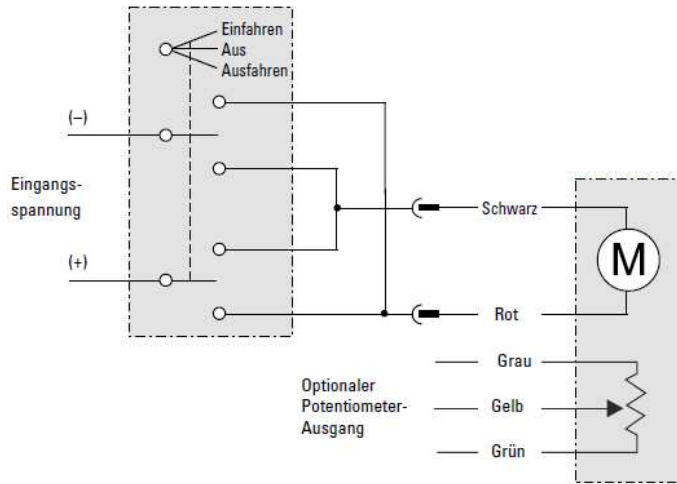 Einfahren
Aus
Ausfahren
(–)
Eingangs-
spannung
(+)
Schwarz
M
Rot
Grau
Optionaler
Potentiometer-
Ausgang
Gelb
Grün